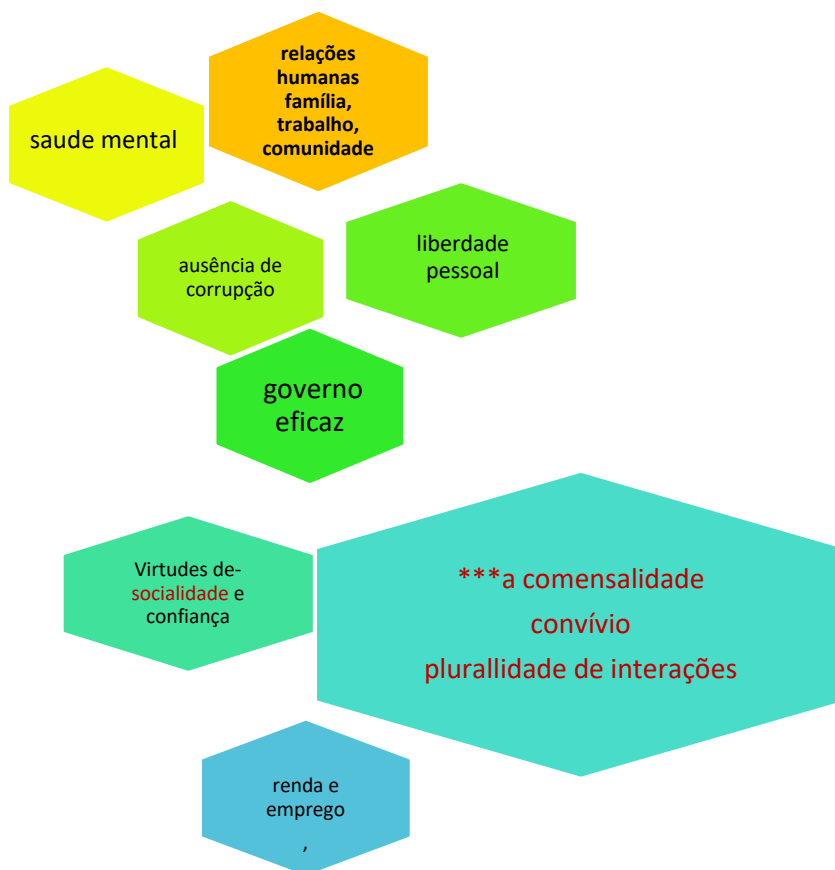 relações
humanas
família,
trabalho,
comunidade
saude mental
ausência de
corrupção
liberdade
pessoal
governo
eficaz
Virtudes de-
socialidade e
confiança
***a comensalidade
convívio
plurallidade de interações
renda e
emprego
,